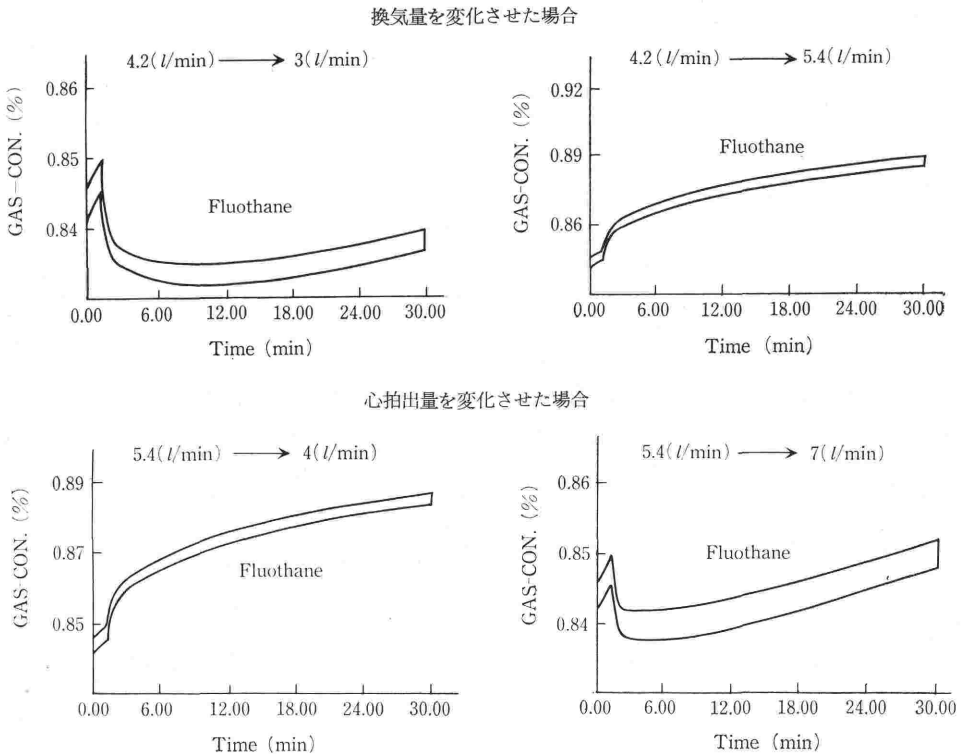 換気量を変化させた場合
4.2(l/min) → 3(l/min)
GAS-CON. (%)
0.86
0.85
0.84
Fluothane
0.00 6.00 12.00 18.00 24.00 30.00
Time (min)
4.2(l/min) → 5.4(l/min)
GAS-CON. (%)
0.92
0.89
0.86
Fluothane
0.00 6.00 12.00 18.00 24.00 30.00
Time (min)
心拍出量を変化させた場合
5.4(l/min) → 4(l/min)
GAS-CON. (%)
0.89
0.87
0.85
Fluothane
0.00 6.00 12.00 18.00 24.00 30.00
Time (min)
5.4(l/min) → 7(l/min)
GAS-CON. (%)
0.86
0.85
0.84
Fluothane
0.00 6.00 12.00 18.00 24.00 30.00
Time (min)